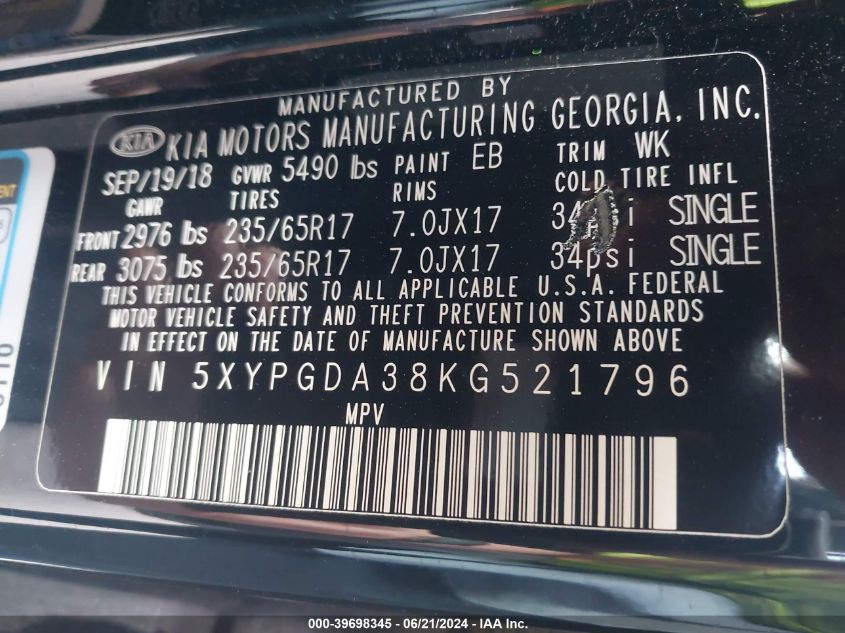 MANUFACTURED BY
KIA KIA MOTORS MANUFACTURING GEORGIA, INC.
SEP/19/18 GVWR 5490 lbs PAINT EB TRIM WK
GAWR TIRES RIMS COLD TIRE INFL
FRONT 2976 lbs 235/65R17 7.0JX17 34 i SINGLE
REAR 3075 lbs 235/65R17 7.0JX17 34psi SINGLE
THIS VEHICLE CONFORMS TO ALL APPLICABLE U.S.A. FEDERAL
MOTOR VEHICLE SAFETY AND THEFT PREVENTION STANDARDS
IN EFFECT ON THE DATE OF MANUFACTURE SHOWN ABOVE
VIN 5XYPGDA38KG521796
MPV
000-39698345 - 06/21/2024 - IAAI Inc.